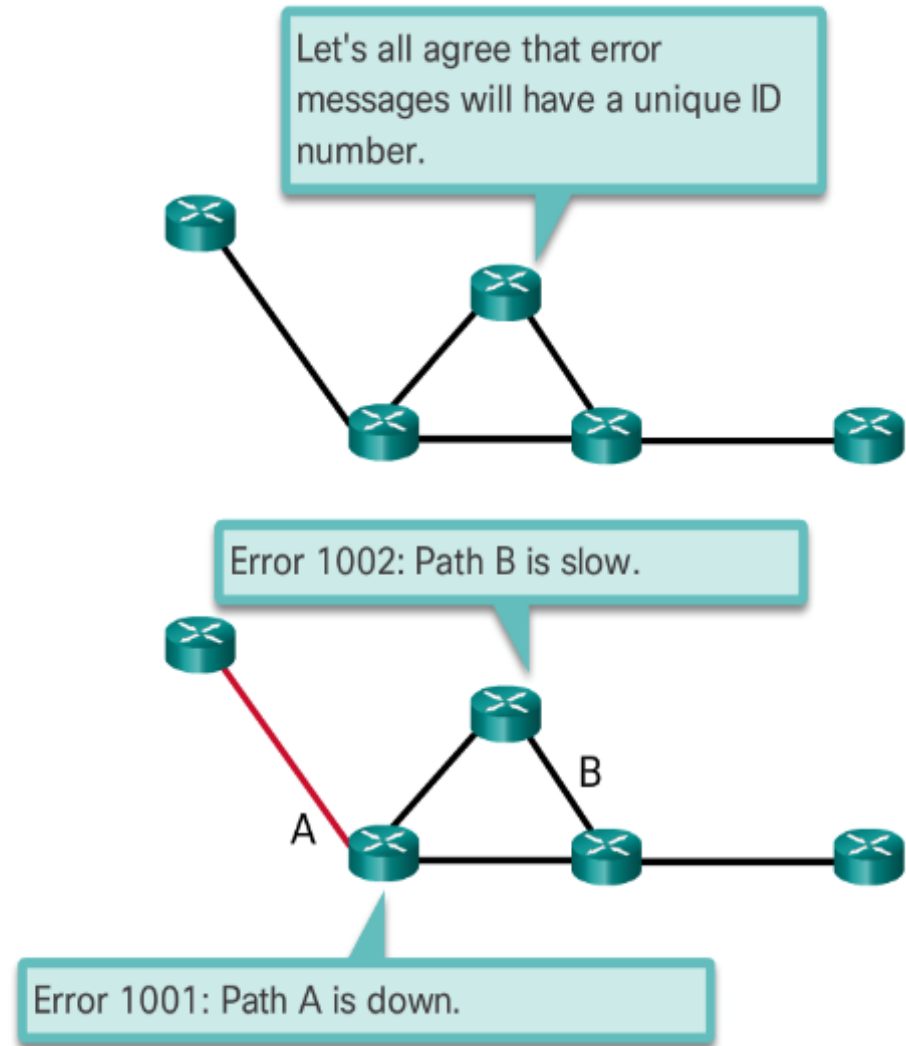 Let's all agree that error
messages will have a unique ID
number.
Error 1002: Path B is slow.
B
A
Error 1001: Path A is down.